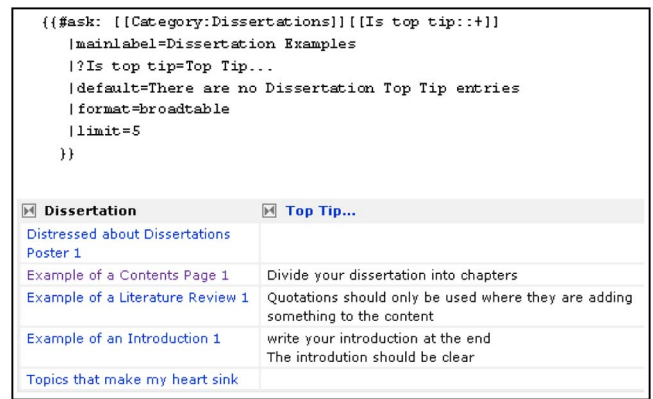 {{#ask: [[Category:Dissertations]][[Is top tip::+]]
|mainlabel=Dissertation Examples
|?Is top tip=Top Tip...
|default=There are no Dissertation Top Tip entries
|format=broadtable
|limit=5
}}
Dissertation Top Tip...
Distressed about Dissertations
Poster 1
Example of a Contents Page 1 Divide your dissertation into chapters
Example of a Literature Review 1 Quotations should only be used where they are adding
something to the content
Example of an Introduction 1 write your introduction at the end
The introdution should be clear
Topics that make my heart sink